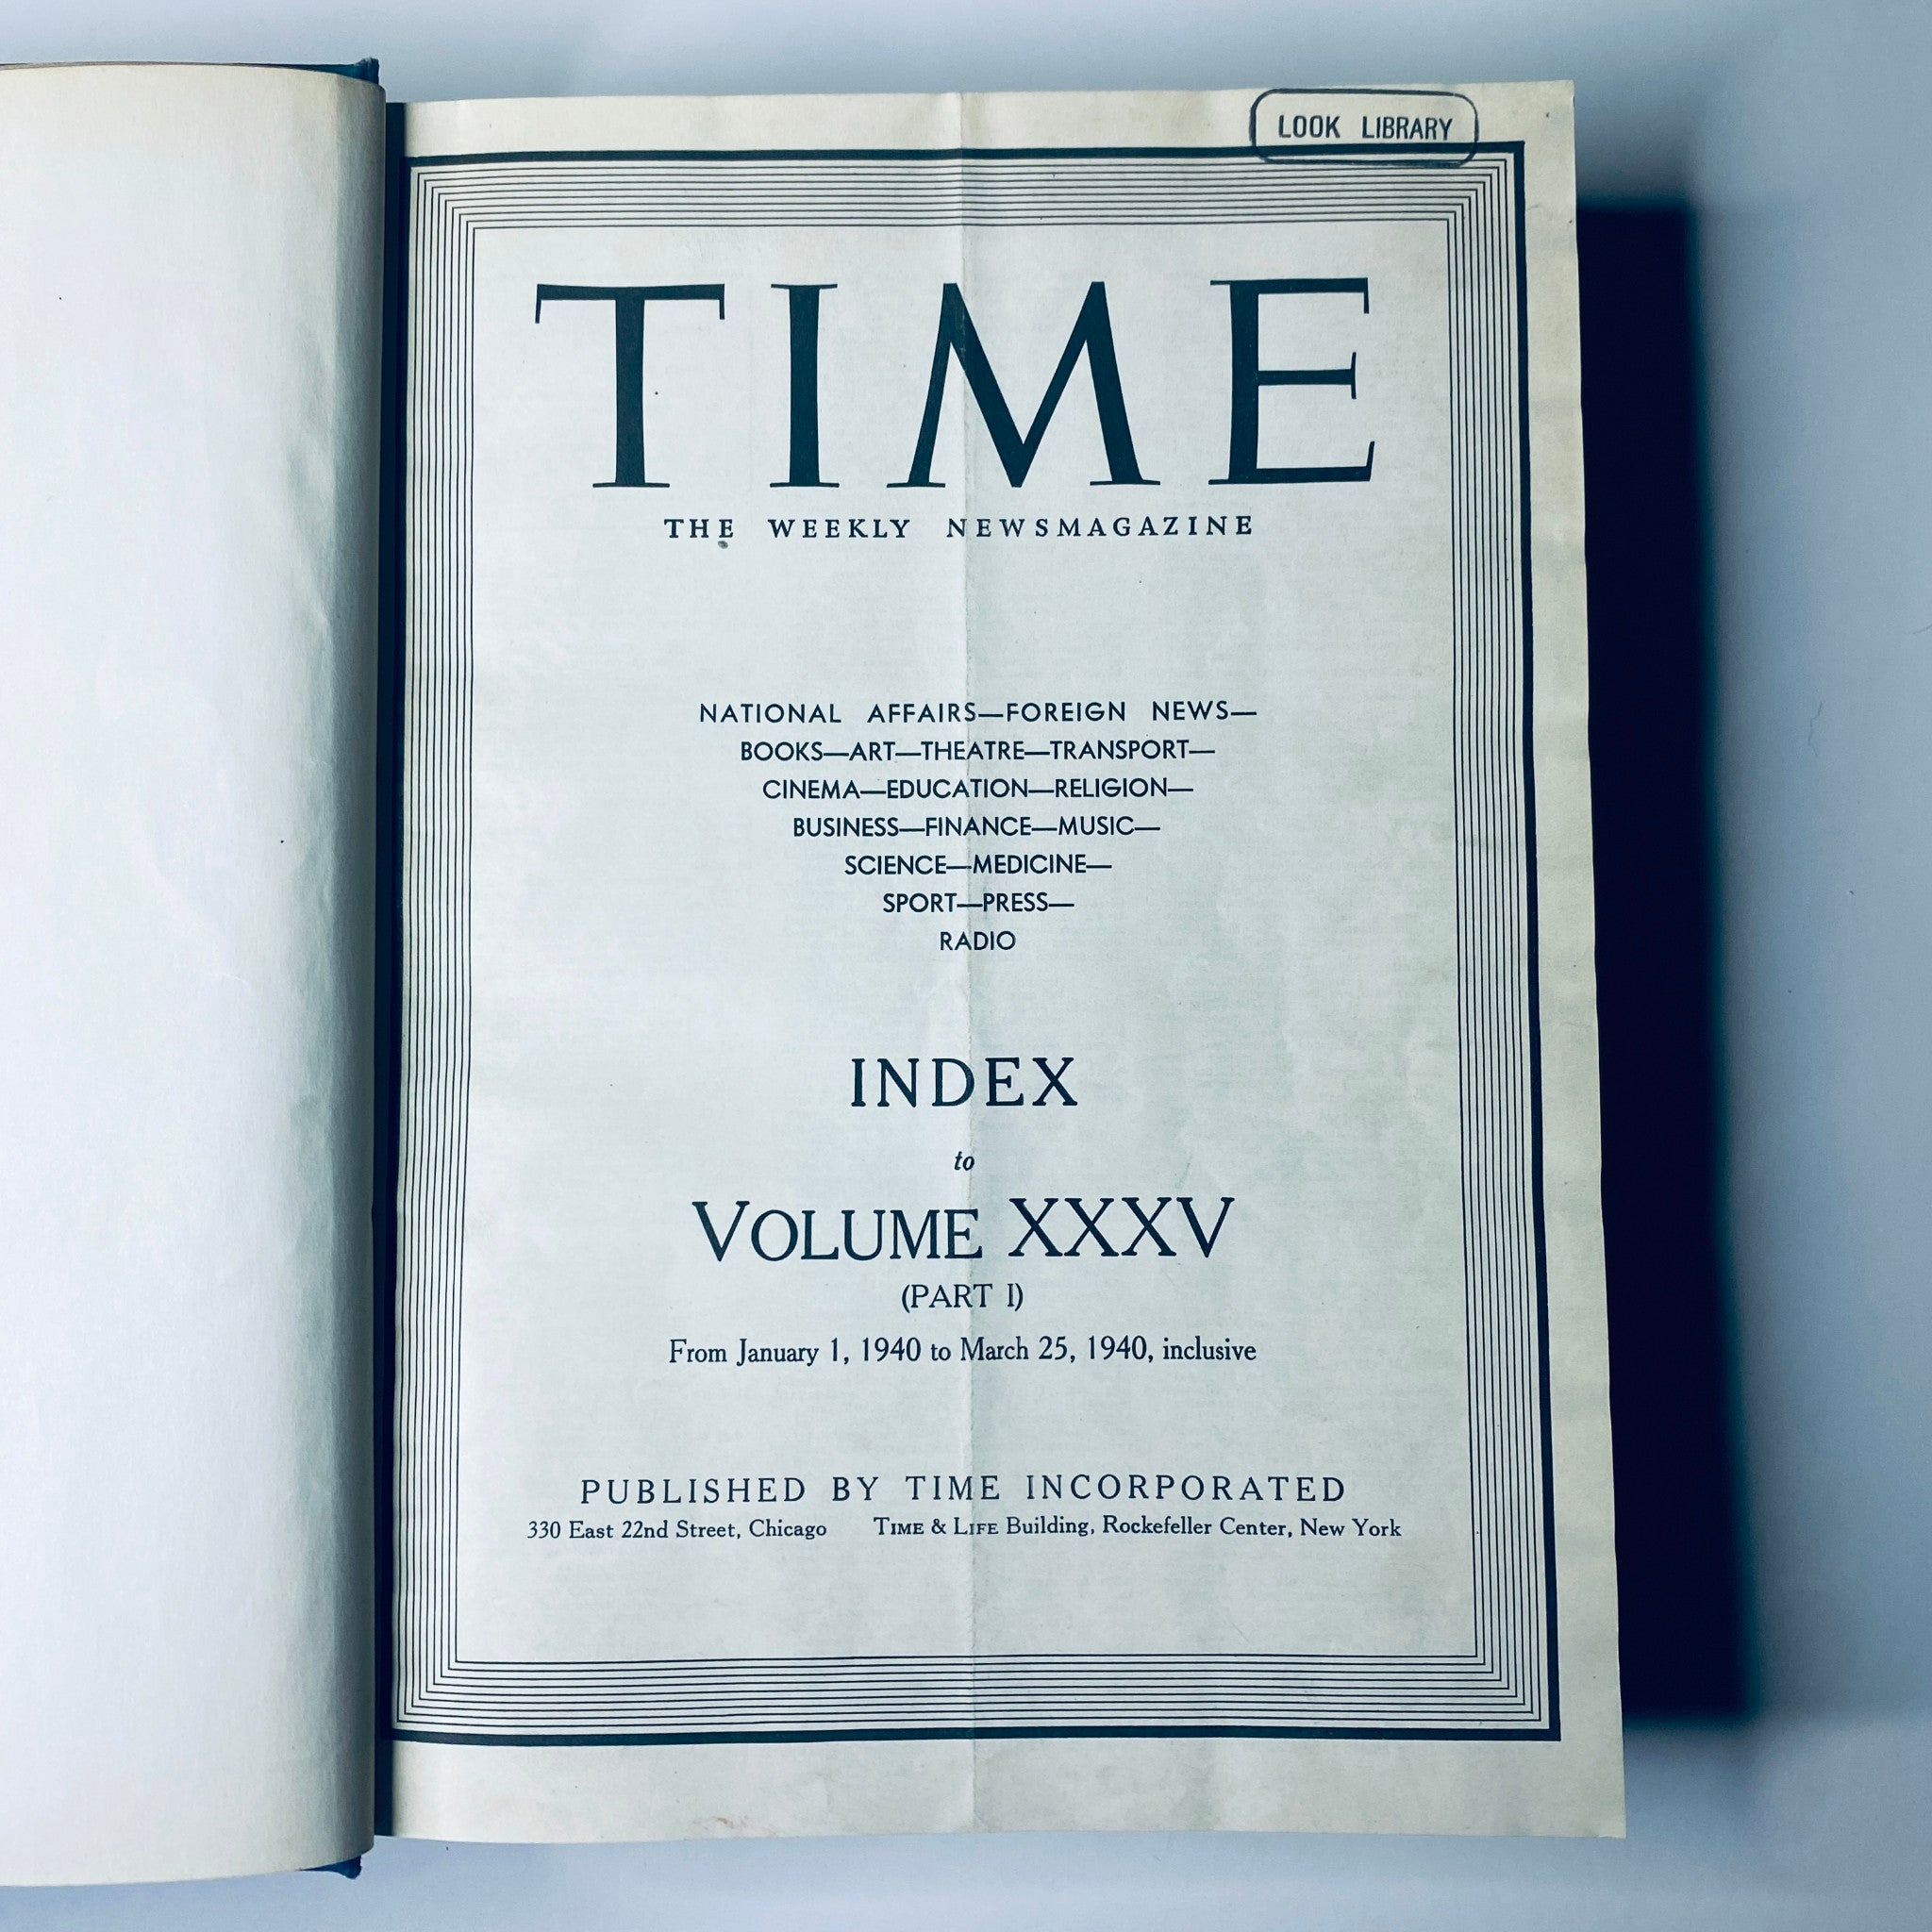 LOOK LIBRARY
TIME
THE WEEKLY NEWSMAGAZINE
NATIONAL AFFAIRS—FOREIGN NEWS—
BOOKS—ART—THEATRE—TRANSPORT—
CINEMA—EDUCATION—RELIGION—
BUSINESS—FINANCE—MUSIC—
SCIENCE—MEDICINE—
SPORT—PRESS—
RADIO
INDEX
to
VOLUME XXXV
(PART I)
From January 1, 1940 to March 25, 1940, inclusive
PUBLISHED BY TIME INCORPORATED
330 East 22nd Street, Chicago TIME & LIFE Building, Rockefeller Center, New York